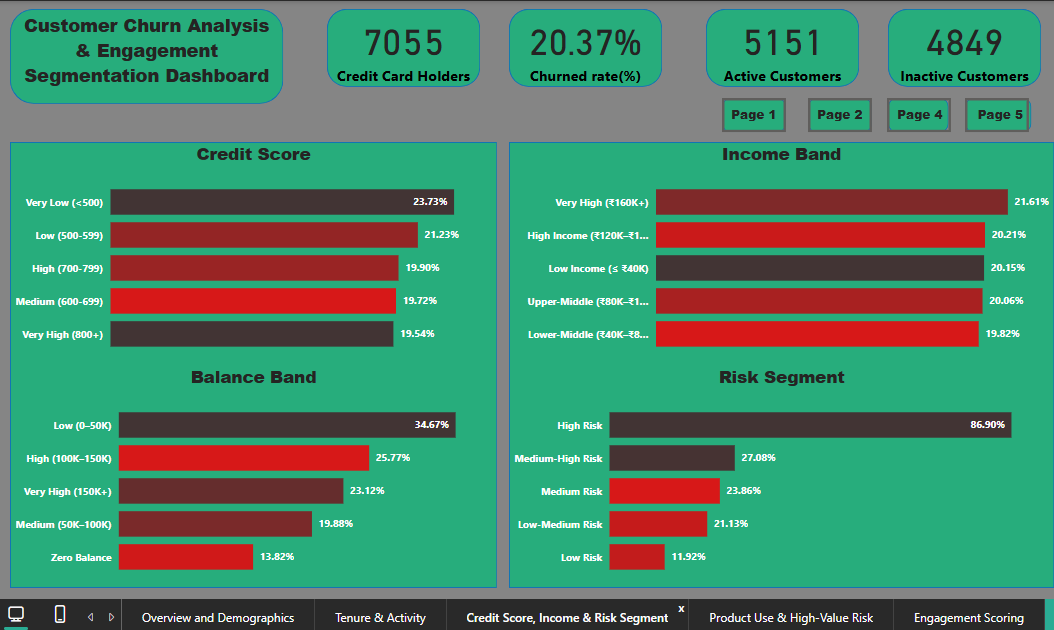 Customer Churn Analysis
& Engagement
Segmentation Dashboard
7055
Credit Card Holders
20.37%
Churned rate(%)
5151
Active Customers
4849
Inactive Customers
Page 1
Page 2
Page 4
Page 5
Credit Score
Very Low (<500)
23.73%
Low (500-599)
21.23%
High (700-799)
19.90%
Medium (600-699)
19.72%
Very High (800+)
19.54%
Income Band
Very High (₹160K+)
21.61%
High Income (₹120K–₹1...
20.21%
Low Income (≤ ₹40K)
20.15%
Upper-Middle (₹80K–₹1...
20.06%
Lower-Middle (₹40K–₹8...
19.82%
Balance Band
Low (0–50K)
34.67%
High (100K–150K)
25.77%
Very High (150K+)
23.12%
Medium (50K–100K)
19.88%
Zero Balance
13.82%
Risk Segment
High Risk
86.90%
Medium-High Risk
27.08%
Medium Risk
23.86%
Low-Medium Risk
21.13%
Low Risk
11.92%
Overview and Demographics
Tenure & Activity
Credit Score, Income & Risk Segment
x
Product Use & High-Value Risk
Engagement Scoring